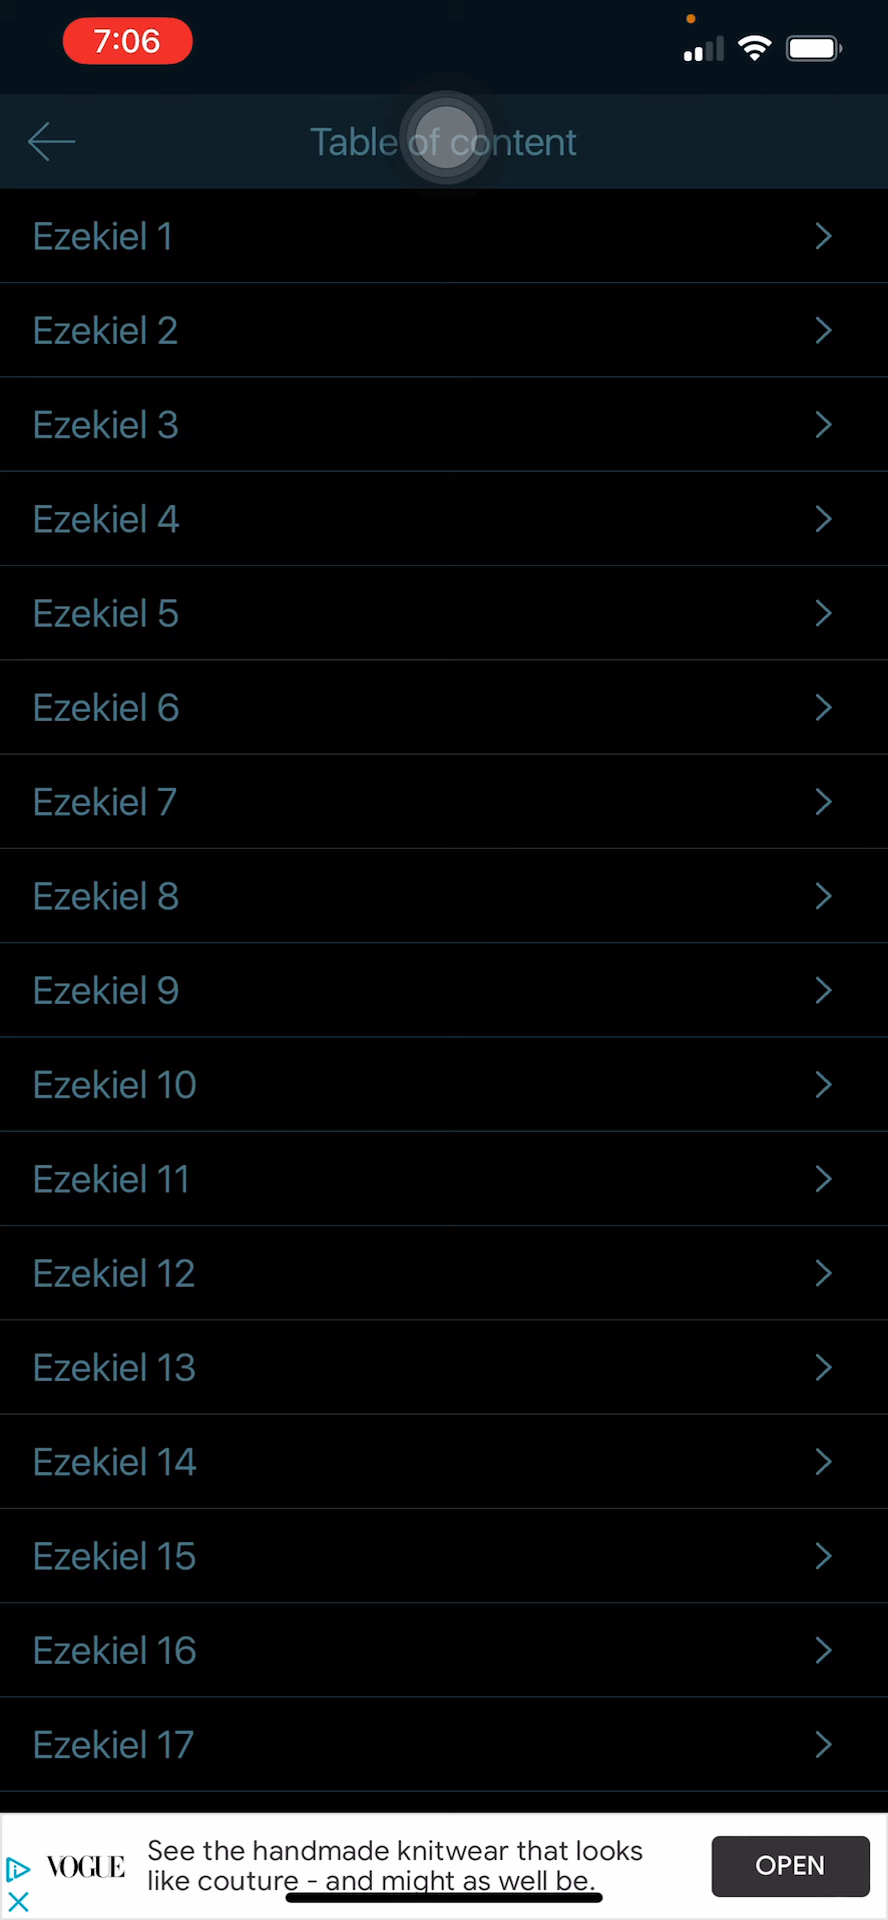 7:06
Table of content
Ezekiel 1
Ezekiel 2
Ezekiel 3
Ezekiel 4
Ezekiel 5
Ezekiel 6
Ezekiel 7
Ezekiel 8
Ezekiel 9
Ezekiel 10
Ezekiel 11
Ezekiel 12
Ezekiel 13
Ezekiel 14
Ezekiel 15
Ezekiel 16
Ezekiel 17
VOGUE
See the handmade knitwear that looks
like couture - and might as well be.
OPEN